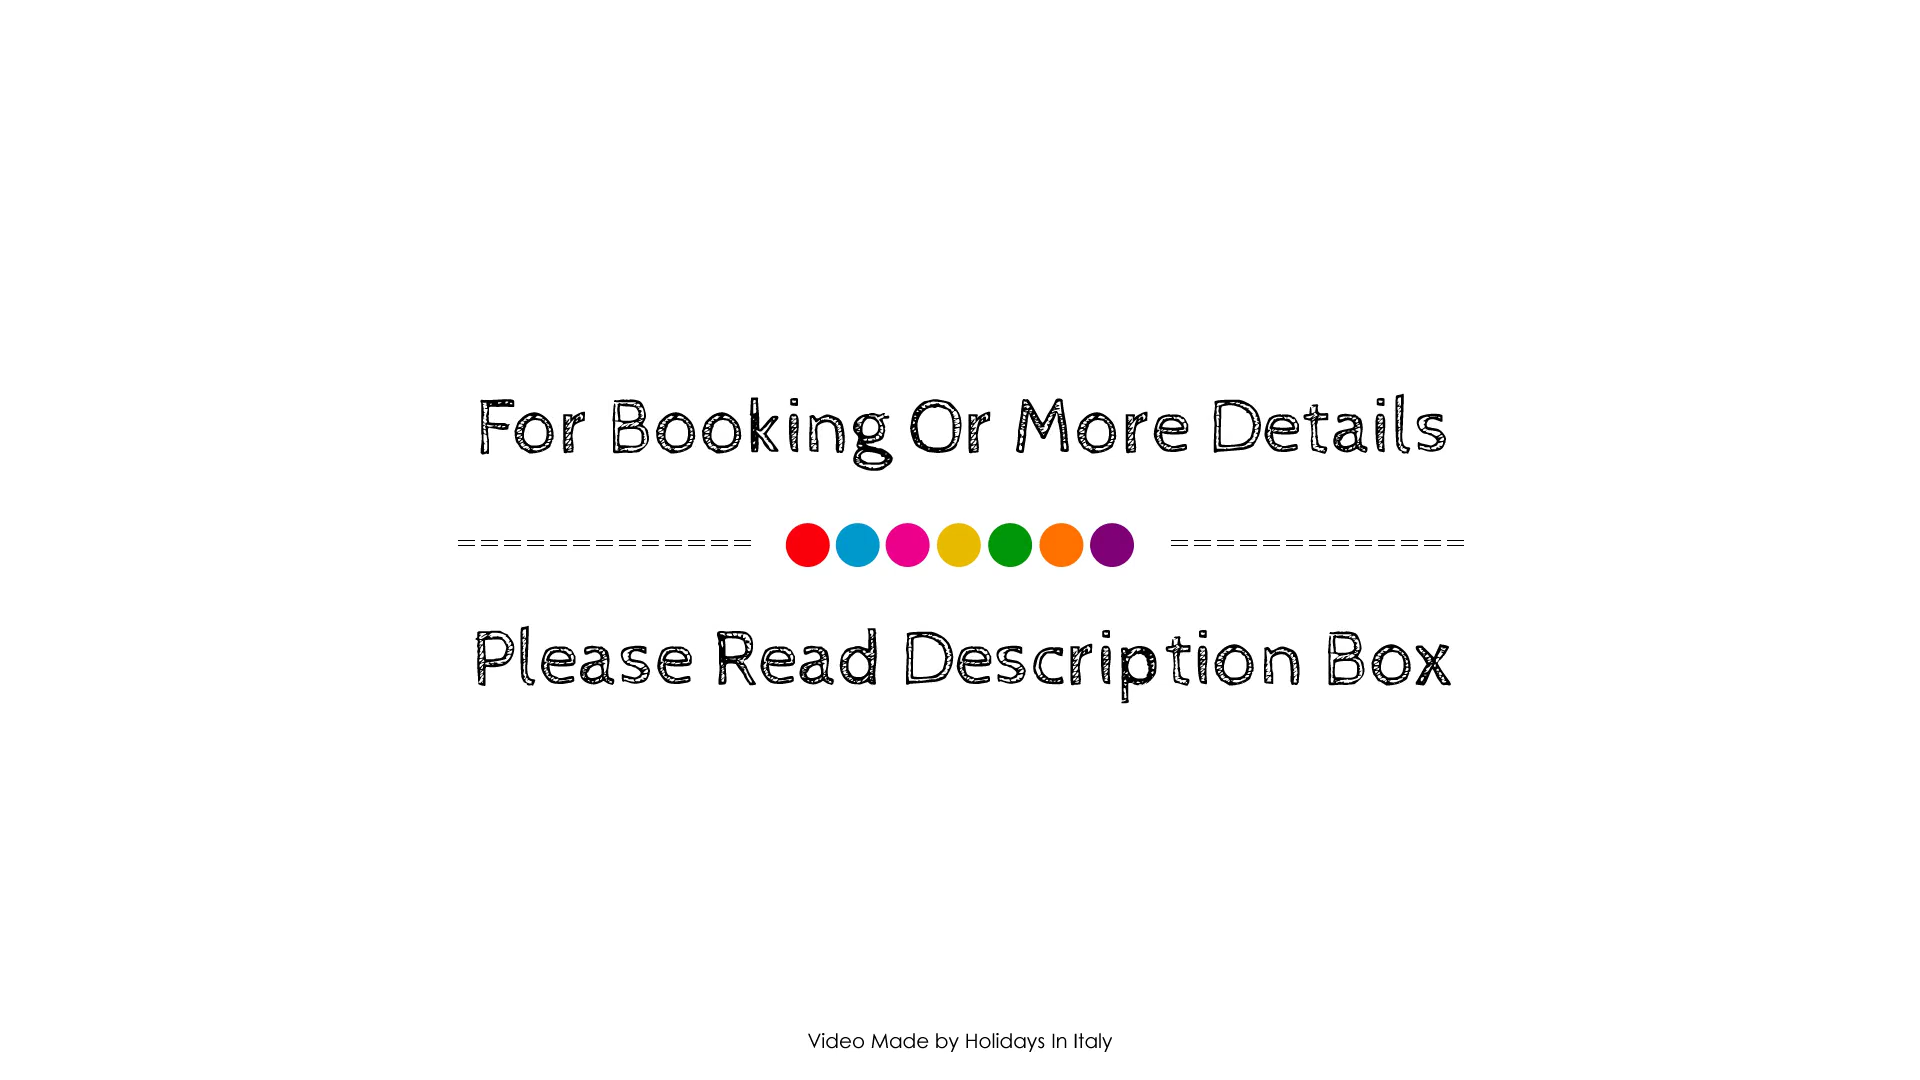 For Booking Or More Details
============= =============
Please Read Description Box
Video Made by Holidays In Italy